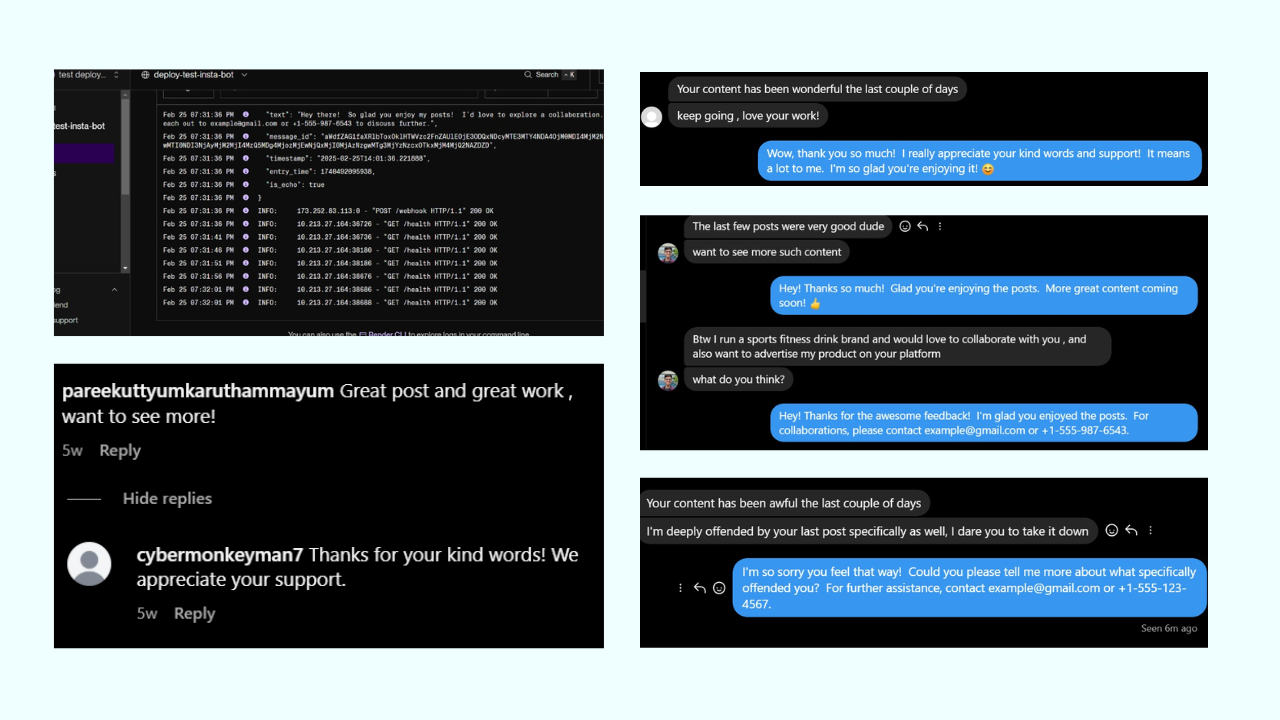 test deploy...
deploy-test-insta-bot
Search
K
est-insta-bot
Feb 25 07:31:36 PM "text": "Hey there! So glad you enjoy my posts! I'd love to explore a collaboration.
each out to example@gmail.com or +1-555-987-6543 to discuss further.",
Feb 25 07:31:36 PM "message_id":
Feb 25 07:31:36 PM "timestamp": "2025-02-25T14:01:36.221888",
Feb 25 07:31:36 PM "entry_time": 1740492095938,
Feb 25 07:31:36 PM "is_echo": true
Feb 25 07:31:36 PM }
Feb 25 07:31:36 PM INFO: 173.252.83.113:0 - "POST /webhook HTTP/1.1" 200 OK
Feb 25 07:31:36 PM INFO: 10.213.27.164:36726 - "GET /health HTTP/1.1" 200 OK
Feb 25 07:31:41 PM INFO: 10.213.27.164:36736 - "GET /health HTTP/1.1" 200 OK
Feb 25 07:31:46 PM INFO: 10.213.27.164:38180 - "GET /health HTTP/1.1" 200 OK
Feb 25 07:31:51 PM INFO: 10.213.27.164:38186 - "GET /health HTTP/1.1" 200 OK
Feb 25 07:31:56 PM INFO: 10.213.27.164:38676 - "GET /health HTTP/1.1" 200 OK
Feb 25 07:32:01 PM INFO: 10.213.27.164:38686 - "GET /health HTTP/1.1" 200 OK
Feb 25 07:32:01 PM INFO: 10.213.27.164:38688 - "GET /health HTTP/1.1" 200 OK
og
iend
support
You can also use the Render CLI to explore logs in your command line.
pareekuttyumkaruthammayum Great post and great work ,
want to see more!
5w Reply
Hide replies
cybermonkeyman7 Thanks for your kind words! We
appreciate your support.
5w Reply
Your content has been wonderful the last couple of days
keep going , love your work!
Wow, thank you so much! I really appreciate your kind words and support! It means
a lot to me. I'm so glad you're enjoying it! 😊
The last few posts were very good dude
want to see more such content
Hey! Thanks so much! Glad you're enjoying the posts. More great content coming
soon! 👍
Btw I run a sports fitness drink brand and would love to collaborate with you , and
also want to advertise my product on your platform
what do you think?
Hey! Thanks for the awesome feedback! I'm glad you enjoyed the posts. For
collaborations, please contact example@gmail.com or +1-555-987-6543.
Your content has been awful the last couple of days
I'm deeply offended by your last post specifically as well, I dare you to take it down
I'm so sorry you feel that way! Could you please tell me more about what specifically
offended you? For further assistance, contact example@gmail.com or +1-555-123-
4567.
Seen 6m ago